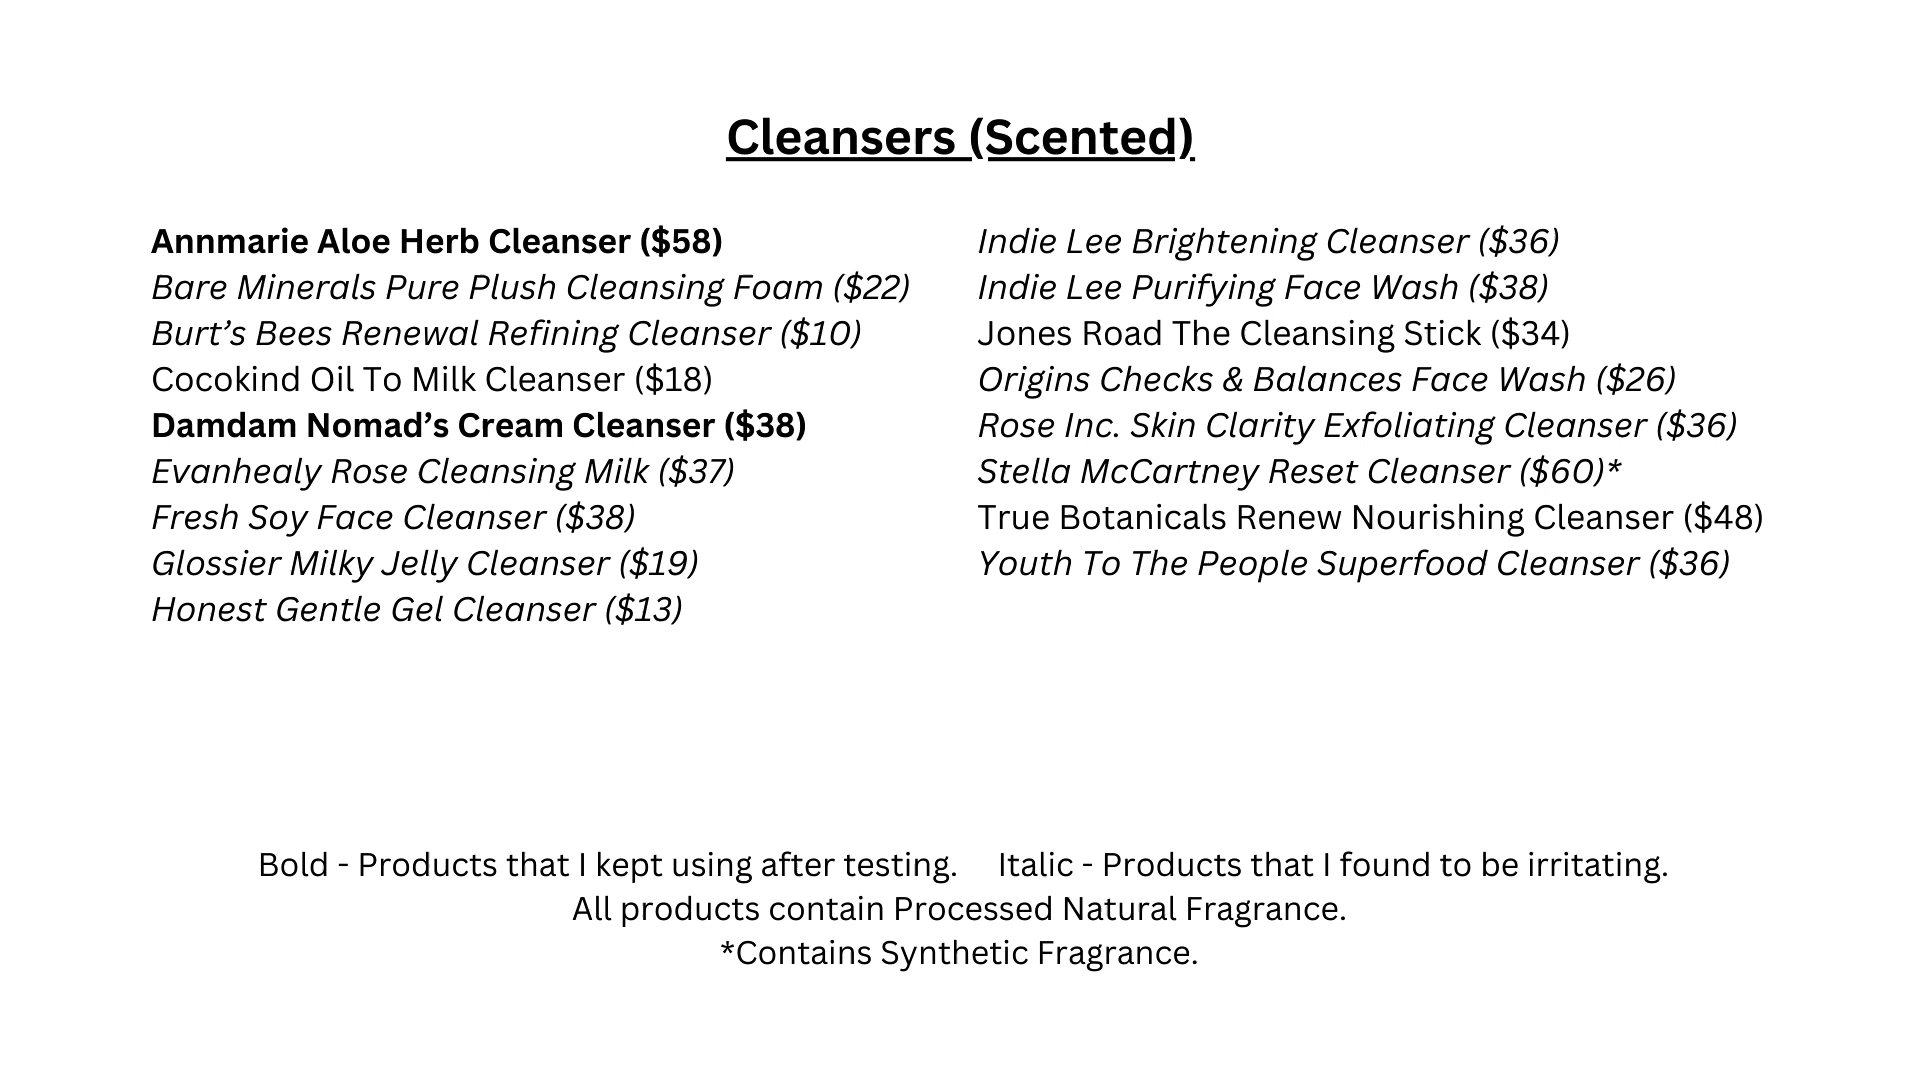 Cleansers (Scented)
Annmarie Aloe Herb Cleanser ($58)
Bare Minerals Pure Plush Cleansing Foam ($22)
Burt’s Bees Renewal Refining Cleanser ($10)
Cocokind Oil To Milk Cleanser ($18)
Damdam Nomad’s Cream Cleanser ($38)
Evanhealy Rose Cleansing Milk ($37)
Fresh Soy Face Cleanser ($38)
Glossier Milky Jelly Cleanser ($19)
Honest Gentle Gel Cleanser ($13)
Indie Lee Brightening Cleanser ($36)
Indie Lee Purifying Face Wash ($38)
Jones Road The Cleansing Stick ($34)
Origins Checks & Balances Face Wash ($26)
Rose Inc. Skin Clarity Exfoliating Cleanser ($36)
Stella McCartney Reset Cleanser ($60)*
True Botanicals Renew Nourishing Cleanser ($48)
Youth To The People Superfood Cleanser ($36)
Bold - Products that I kept using after testing. Italic - Products that I found to be irritating.
All products contain Processed Natural Fragrance.
*Contains Synthetic Fragrance.